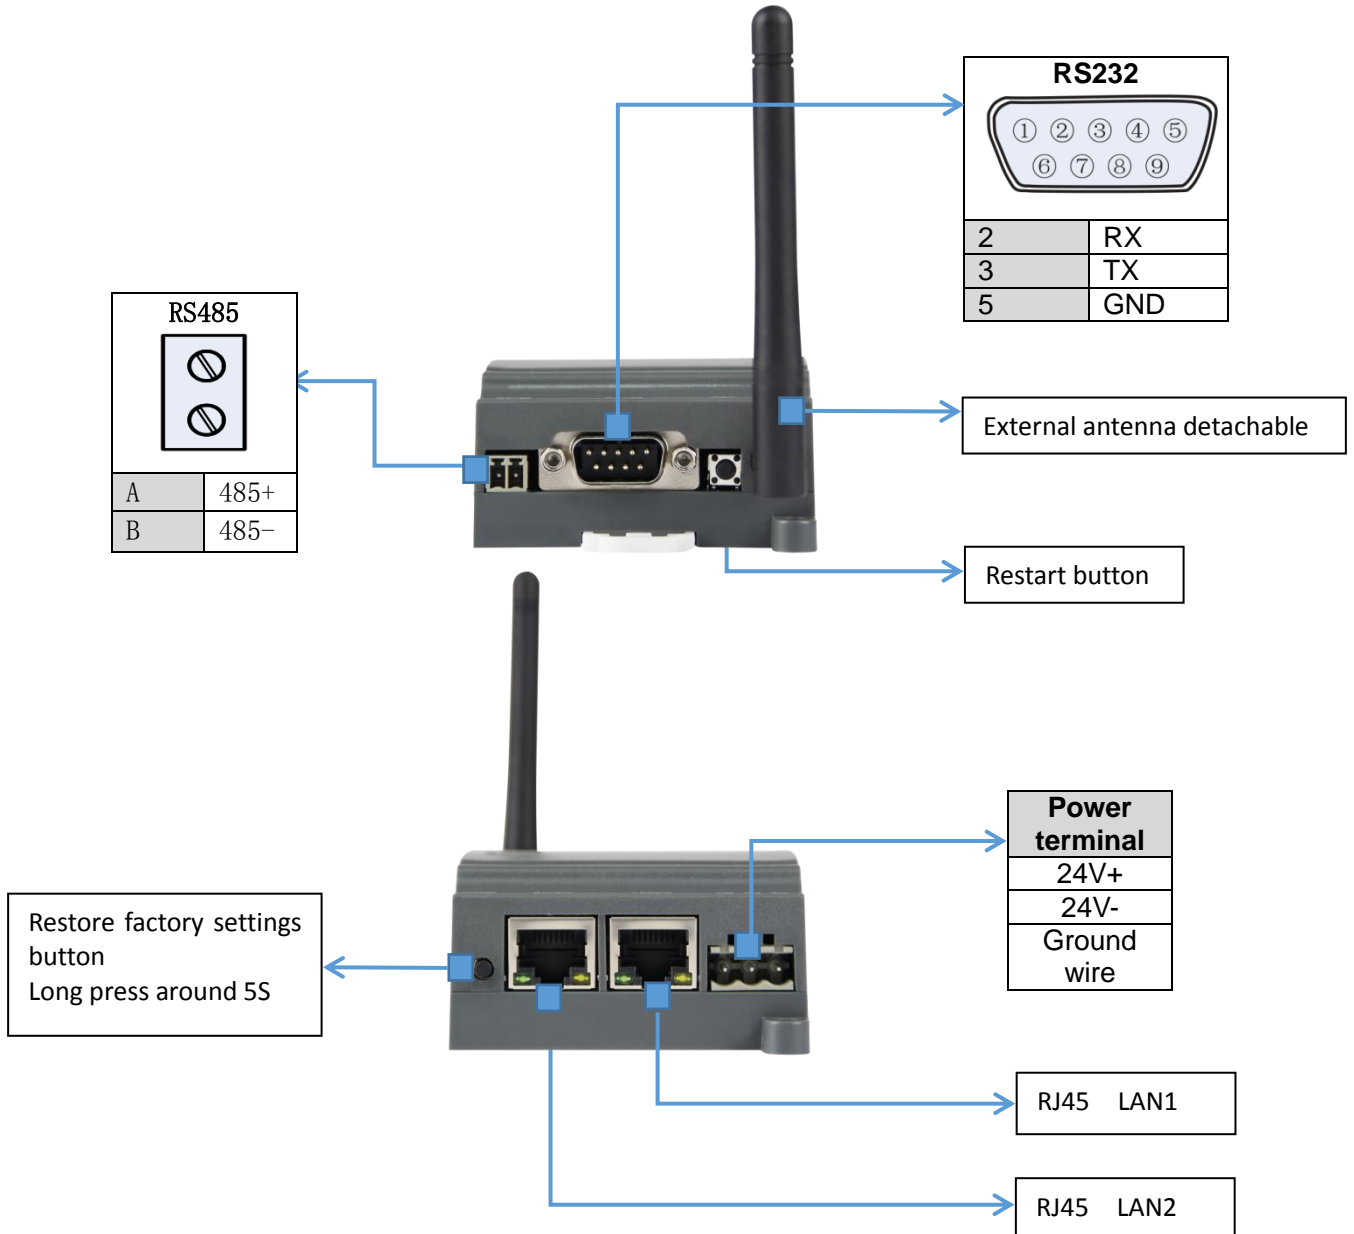 RS232
① ② ③ ④ ⑤
⑥ ⑦ ⑧ ⑨
2 RX
3 TX
5 GND
RS485
A 485+
B 485-
External antenna detachable
Restart button
Power
terminal
24V+
24V-
Ground
wire
Restore factory settings
button
Long press around 5S
RJ45 LAN1
RJ45 LAN2